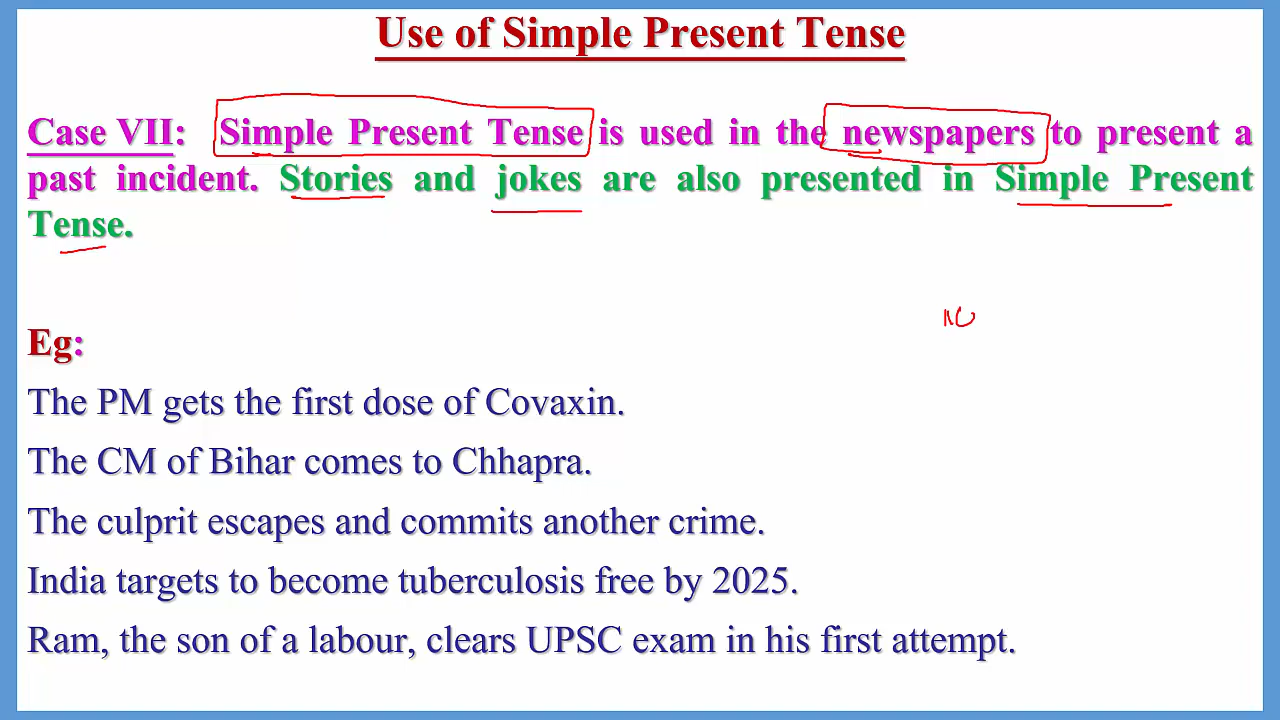 Use of Simple Present Tense
Case VII: Simple Present Tense is used in the newspapers to present a
past incident. Stories and jokes are also presented in Simple Present
Tense.
Eg:
The PM gets the first dose of Covaxin.
The CM of Bihar comes to Chhapra.
The culprit escapes and commits another crime.
India targets to become tuberculosis free by 2025.
Ram, the son of a labour, clears UPSC exam in his first attempt.